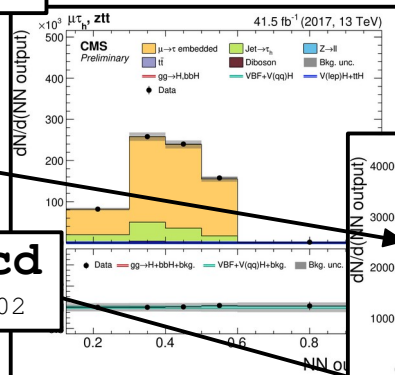 ×10³ μτₕ, zττ 41.5 fb⁻¹ (2017, 13 TeV)
dN/d(NN output)
500
400
300
200
100
CMS
Preliminary
μ→τ embedded
Jet→τₕ
Z→ll
tt̄
Diboson
Bkg. unc.
gg→H,bbH
VBF+V(qq)H
V(lep)H+ttH
Data
4000
3000
2000
1000
dN/d(NN output)
cd
02
Data gg→H+bbH+bkg. VBF+V(qq)H+bkg. Bkg. unc.
0.2 0.4 0.6 0.8
NN